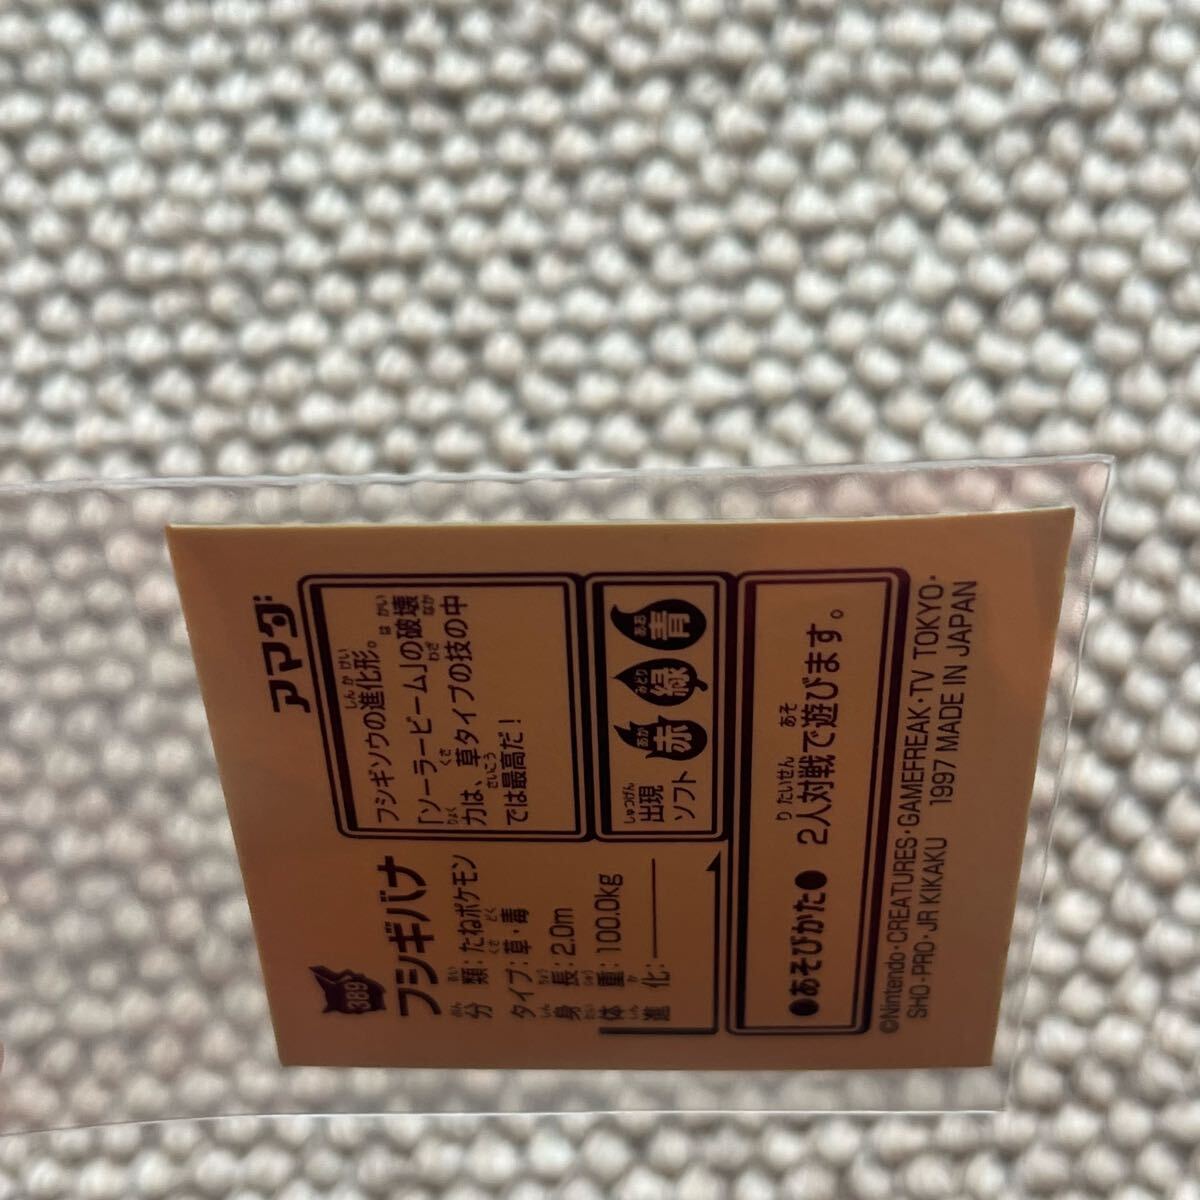 389
フシギバナ
分類：たねポケモン
タイプ：草・毒
身長：2.0m
体重：100.0kg
進化：
アマダ
フシギソウの進化形。
「ソーラービーム」の破壊
力は、草タイプの技の中
では最高だ！
出現
ソフト
赤 緑 青
●あそびかた● 2人対戦で遊びます。
©Nintendo・CREATURES・GAMEFREAK・TV TOKYO・
SHO-PRO・JR KIKAKU 1997 MADE IN JAPAN